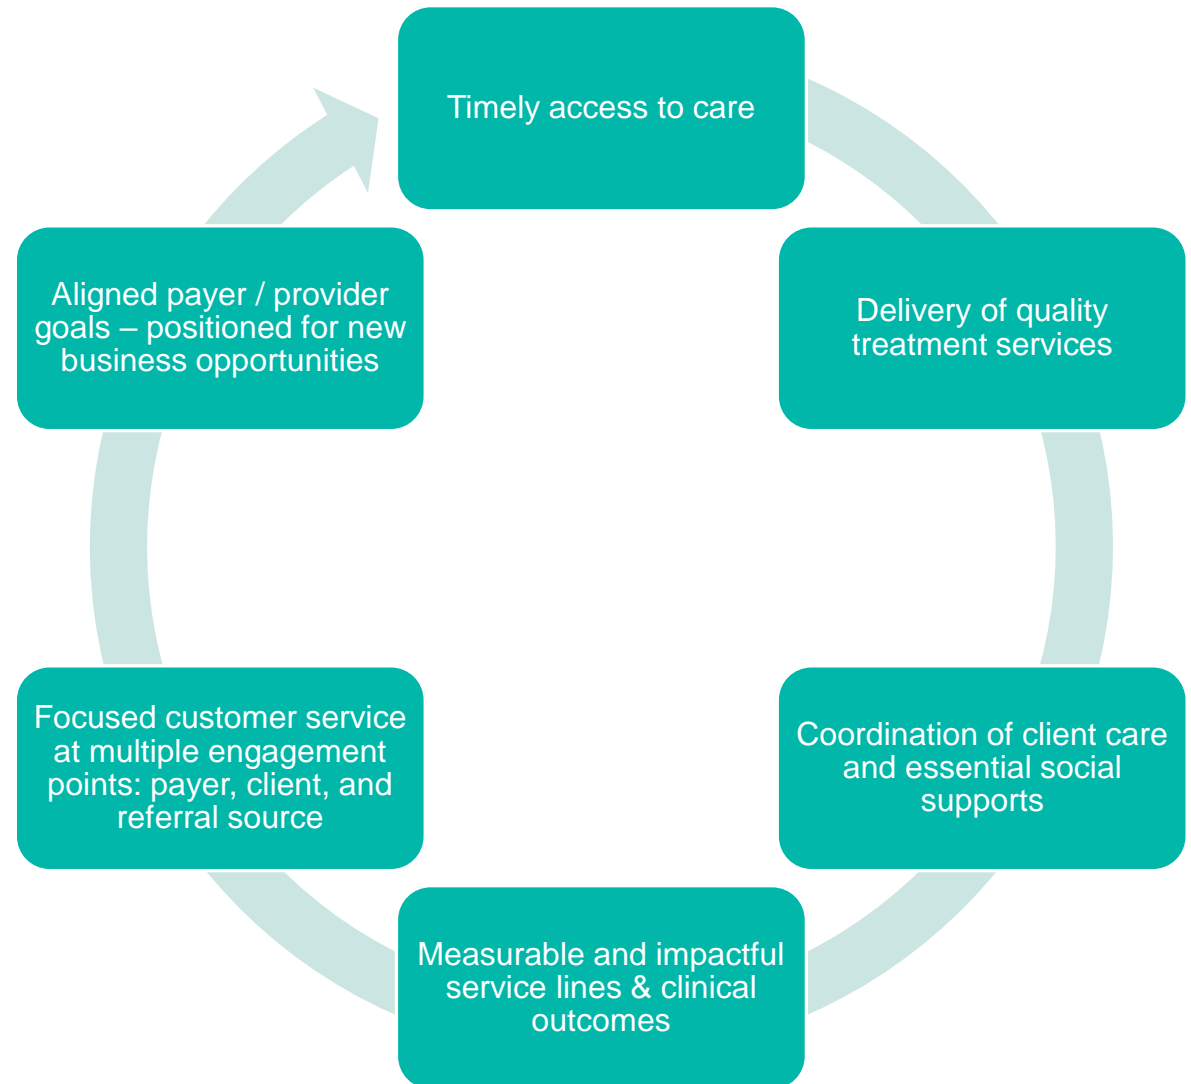 Timely access to care
Delivery of quality
treatment services
Coordination of client care
and essential social
supports
Measurable and impactful
service lines & clinical
outcomes
Focused customer service
at multiple engagement
points: payer, client, and
referral source
Aligned payer / provider
goals – positioned for new
business opportunities